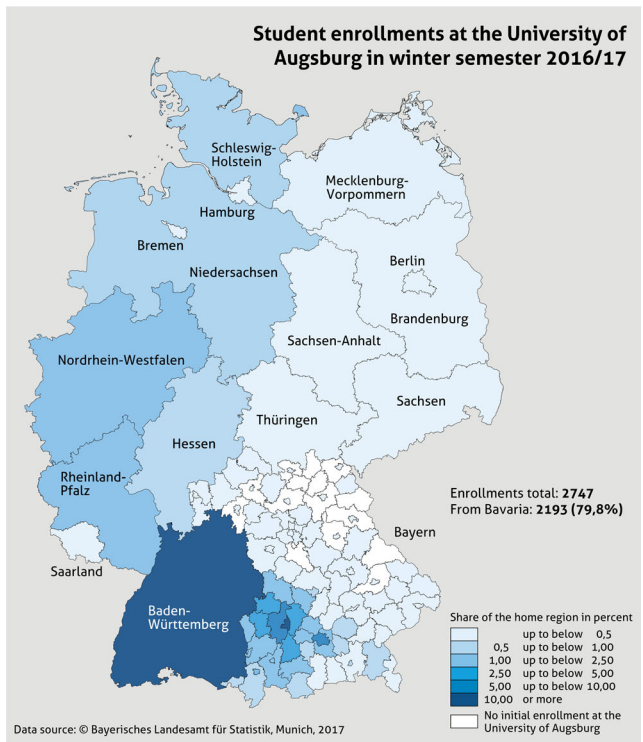 Student enrollments at the University of
Augsburg in winter semester 2016/17
Schleswig-
Holstein
Mecklenburg-
Vorpommern
Hamburg
Bremen
Berlin
Niedersachsen
Brandenburg
Sachsen-Anhalt
Nordrhein-Westfalen
Sachsen
Thüringen
Hessen
Rheinland-
Pfalz
Enrollments total: 2747
From Bavaria: 2193 (79,8%)
Bayern
Saarland
Baden-
Württemberg
Share of the home region in percent
up to below 0,5
0,5 up to below 1,00
1,00 up to below 2,50
2,50 up to below 5,00
5,00 up to below 10,00
10,00 or more
No initial enrollment at the
University of Augsburg
Data source: © Bayerisches Landesamt für Statistik, Munich, 2017